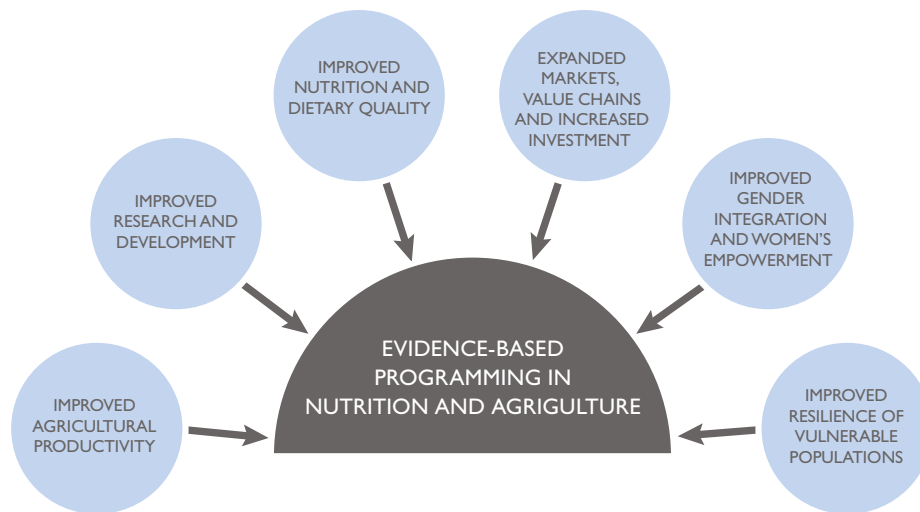 IMPROVED
NUTRITION AND
DIETARY QUALITY
EXPANDED
MARKETS,
VALUE CHAINS
AND INCREASED
INVESTMENT
IMPROVED
RESEARCH AND
DEVELOPMENT
IMPROVED
GENDER
INTEGRATION
AND WOMEN'S
EMPOWERMENT
EVIDENCE-BASED
PROGRAMMING IN
NUTRITION AND AGRIGULTURE
IMPROVED
AGRICULTURAL
PRODUCTIVITY
IMPROVED
RESILIENCE OF
VULNERABLE
POPULATIONS